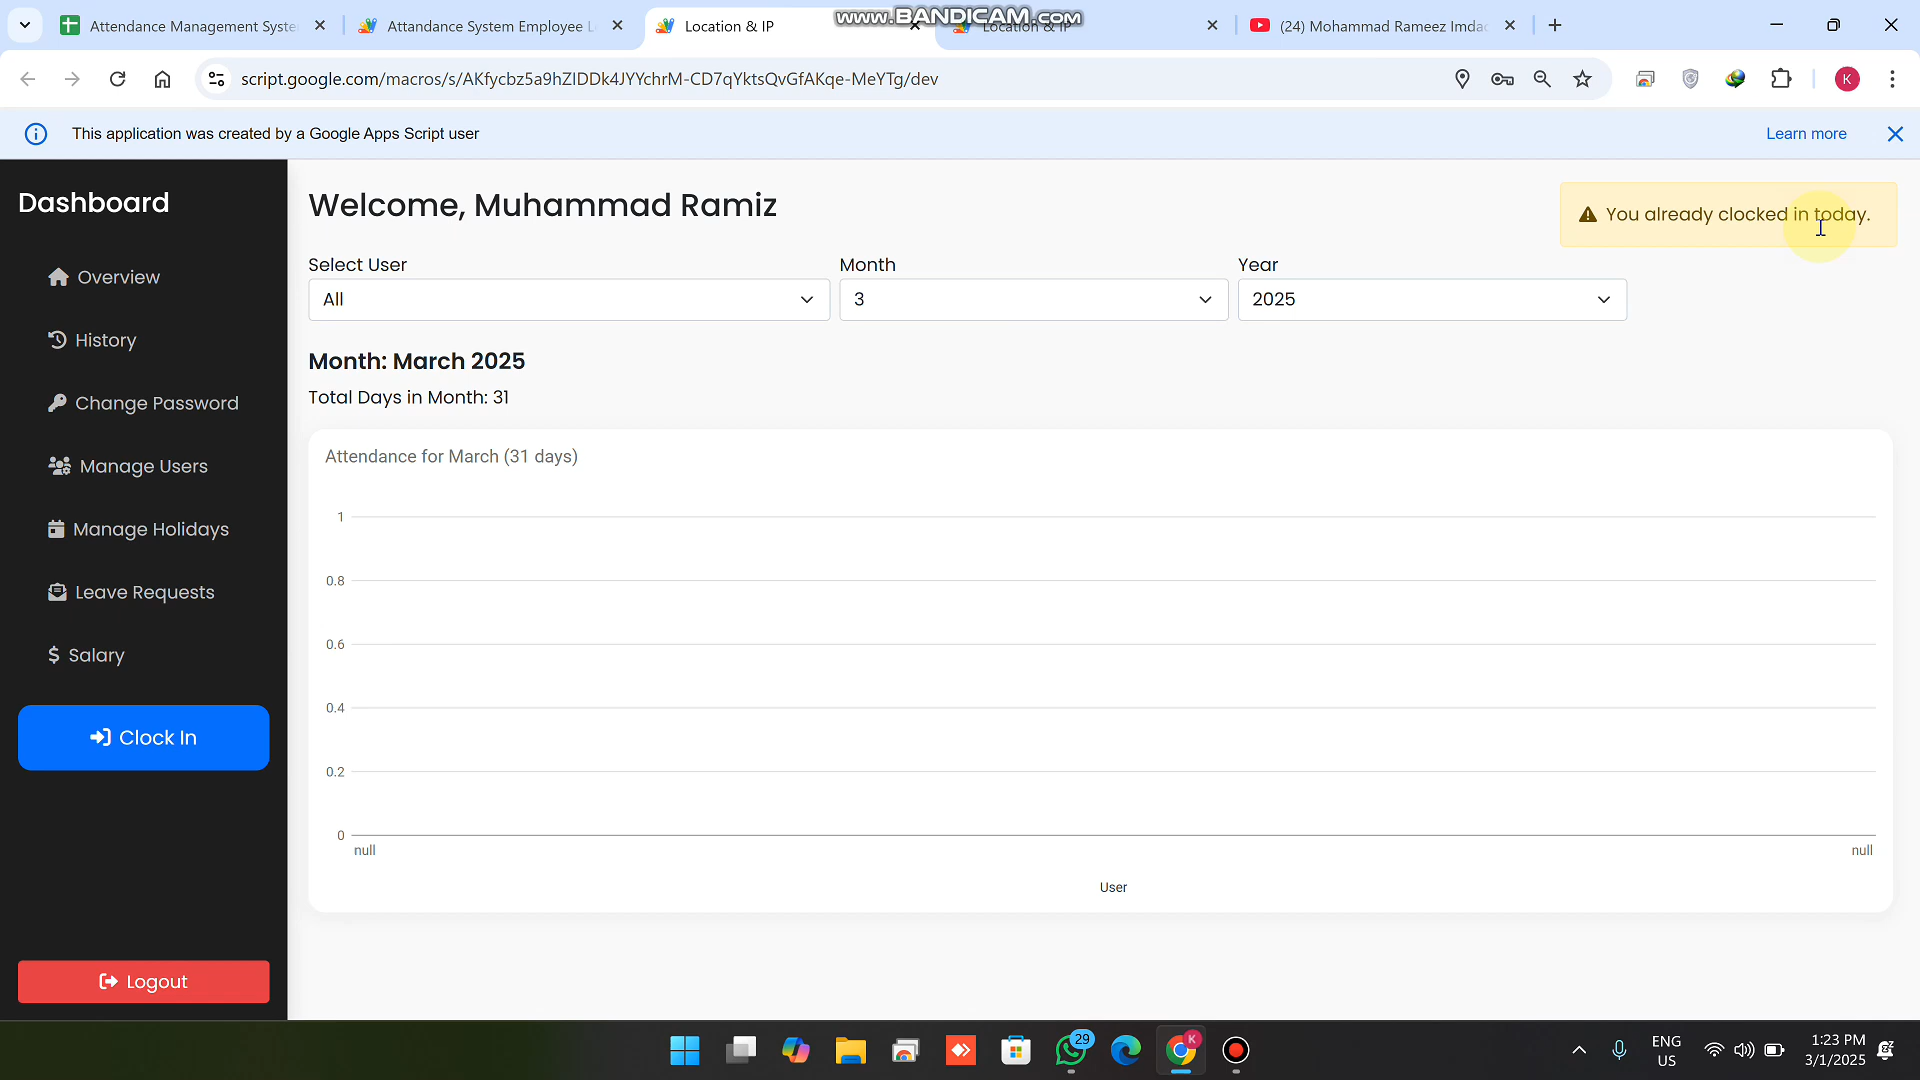 Attendance Management Syste
Attandance System Employee L
Location & IP
www.BANDICAM.com
Location & IP
(24) Mohammad Rameez Imdad
script.google.com/macros/s/AKfycbz5a9hZIDDk4JYYchrM-CD7qYktsQvGfAKqe-MeYTg/dev
K
This application was created by a Google Apps Script user
Learn more
Dashboard
Overview
History
Change Password
Manage Users
Manage Holidays
Leave Requests
$ Salary
Clock In
Logout
Welcome, Muhammad Ramiz
You already clocked in today.
Select User
Month
Year
All
3
2025
Month: March 2025
Total Days in Month: 31
Attendance for March (31 days)
1
0.8
0.6
0.4
0.2
0
null
null
User
29
K
ENG
US
1:23 PM
3/1/2025